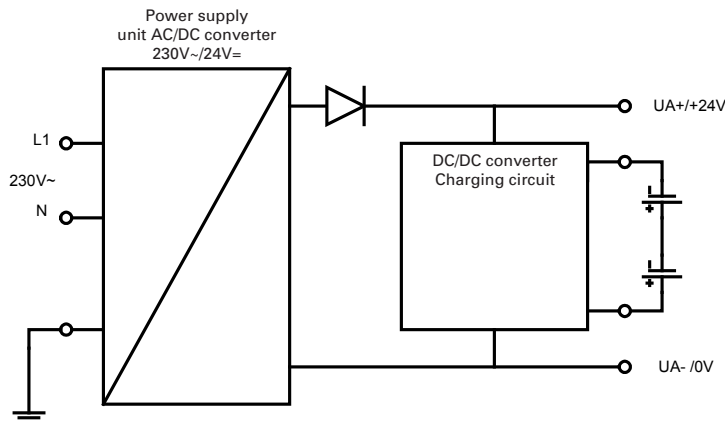 Power supply
unit AC/DC converter
230V~/24V=
L1
230V~
N
UA+/+24V
DC/DC converter
Charging circuit
-
+
-
+
UA- /0V